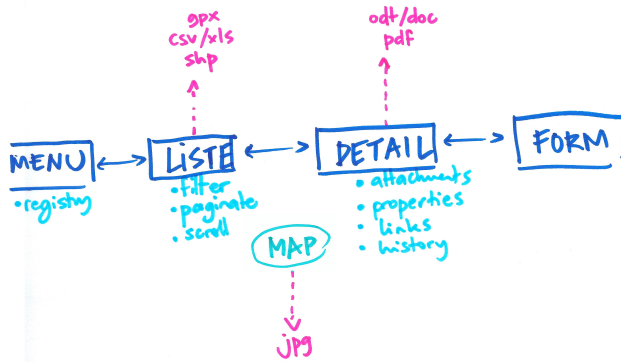 gpx
csv/xls
shp
odt/doc
pdf
MENU
LiSTE
DETAIL
FORM
• registry
• filter
• paginate
• scroll
• attachments
• properties
• links
• history
MAP
jpg